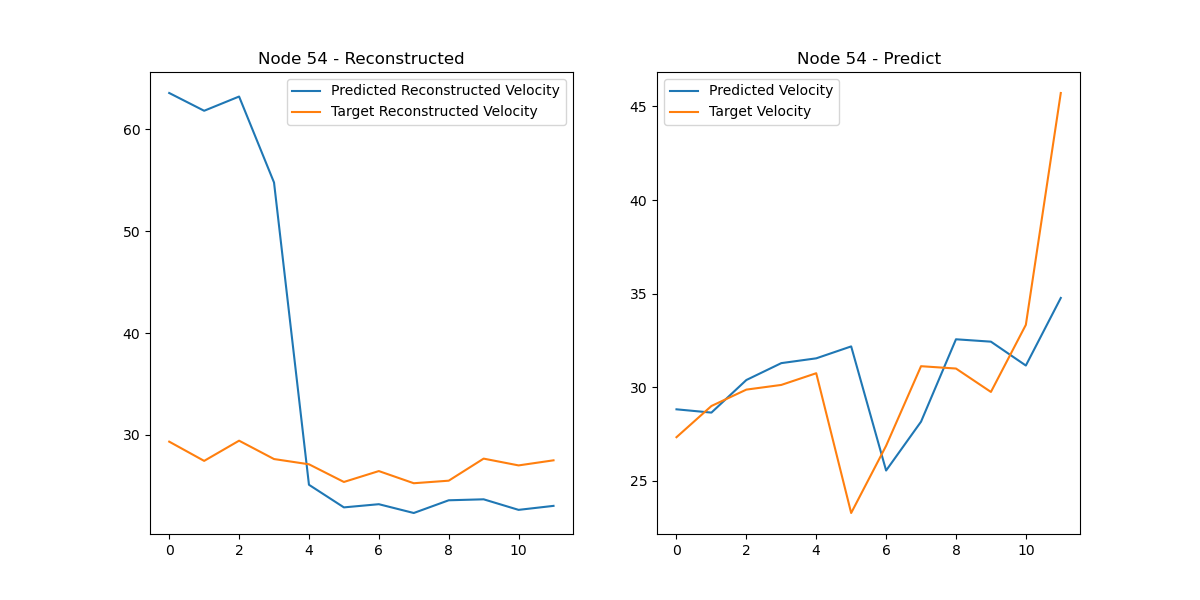 Node 54 - Reconstructed
Predicted Reconstructed Velocity
Target Reconstructed Velocity
60
50
40
30
0 2 4 6 8 10
Node 54 - Predict
Predicted Velocity
Target Velocity
45
40
35
30
25
0 2 4 6 8 10